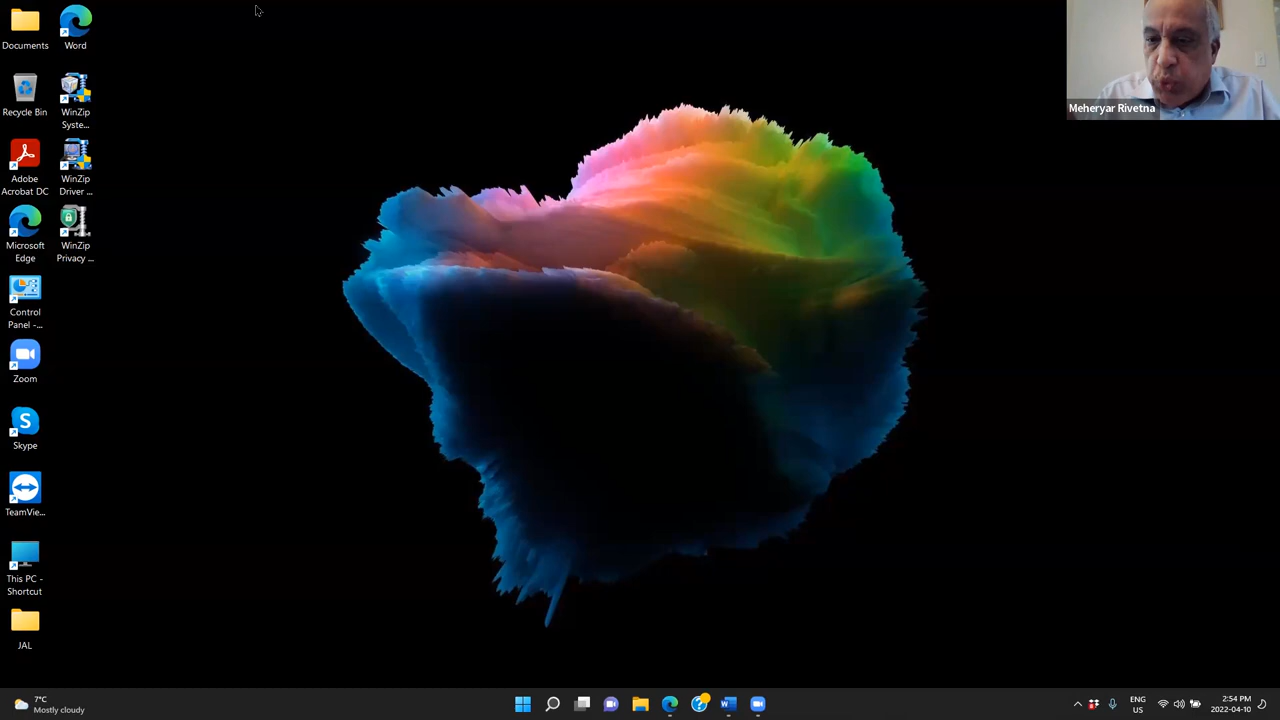 Documents
Word
Recycle Bin
WinZip
Syste...
Adobe
Acrobat DC
WinZip
Driver ...
Microsoft
Edge
WinZip
Privacy ...
Control
Panel -...
Zoom
S
Skype
TeamVie...
This PC -
Shortcut
JAL
Meheryar Rivetna
7°C
Mostly cloudy
ENG
US
2:54 PM
2022-04-10